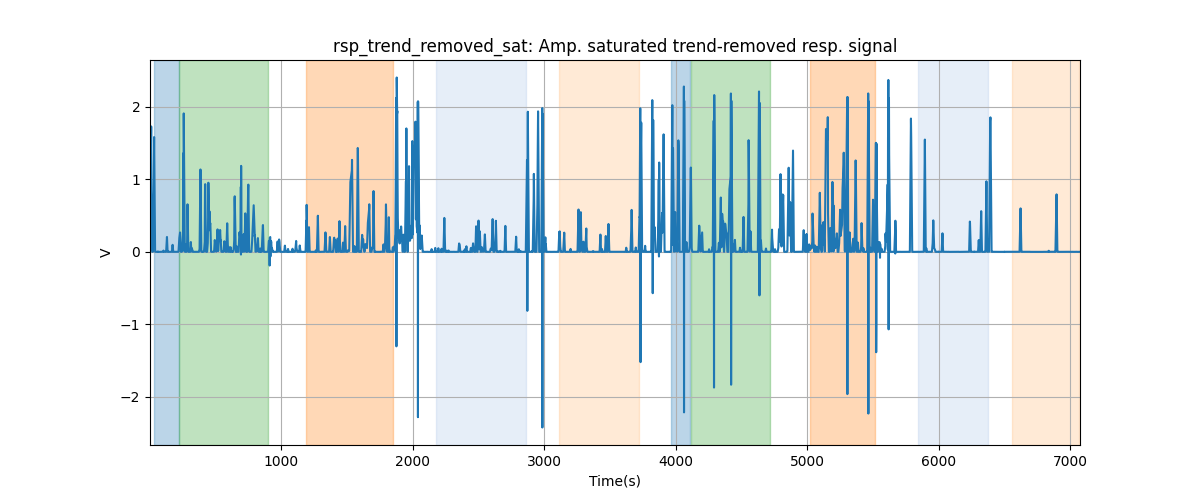 rsp_trend_removed_sat: Amp. saturated trend-removed resp. signal
2
1
0
−1
−2
V
1000 2000 3000 4000 5000 6000 7000
Time(s)